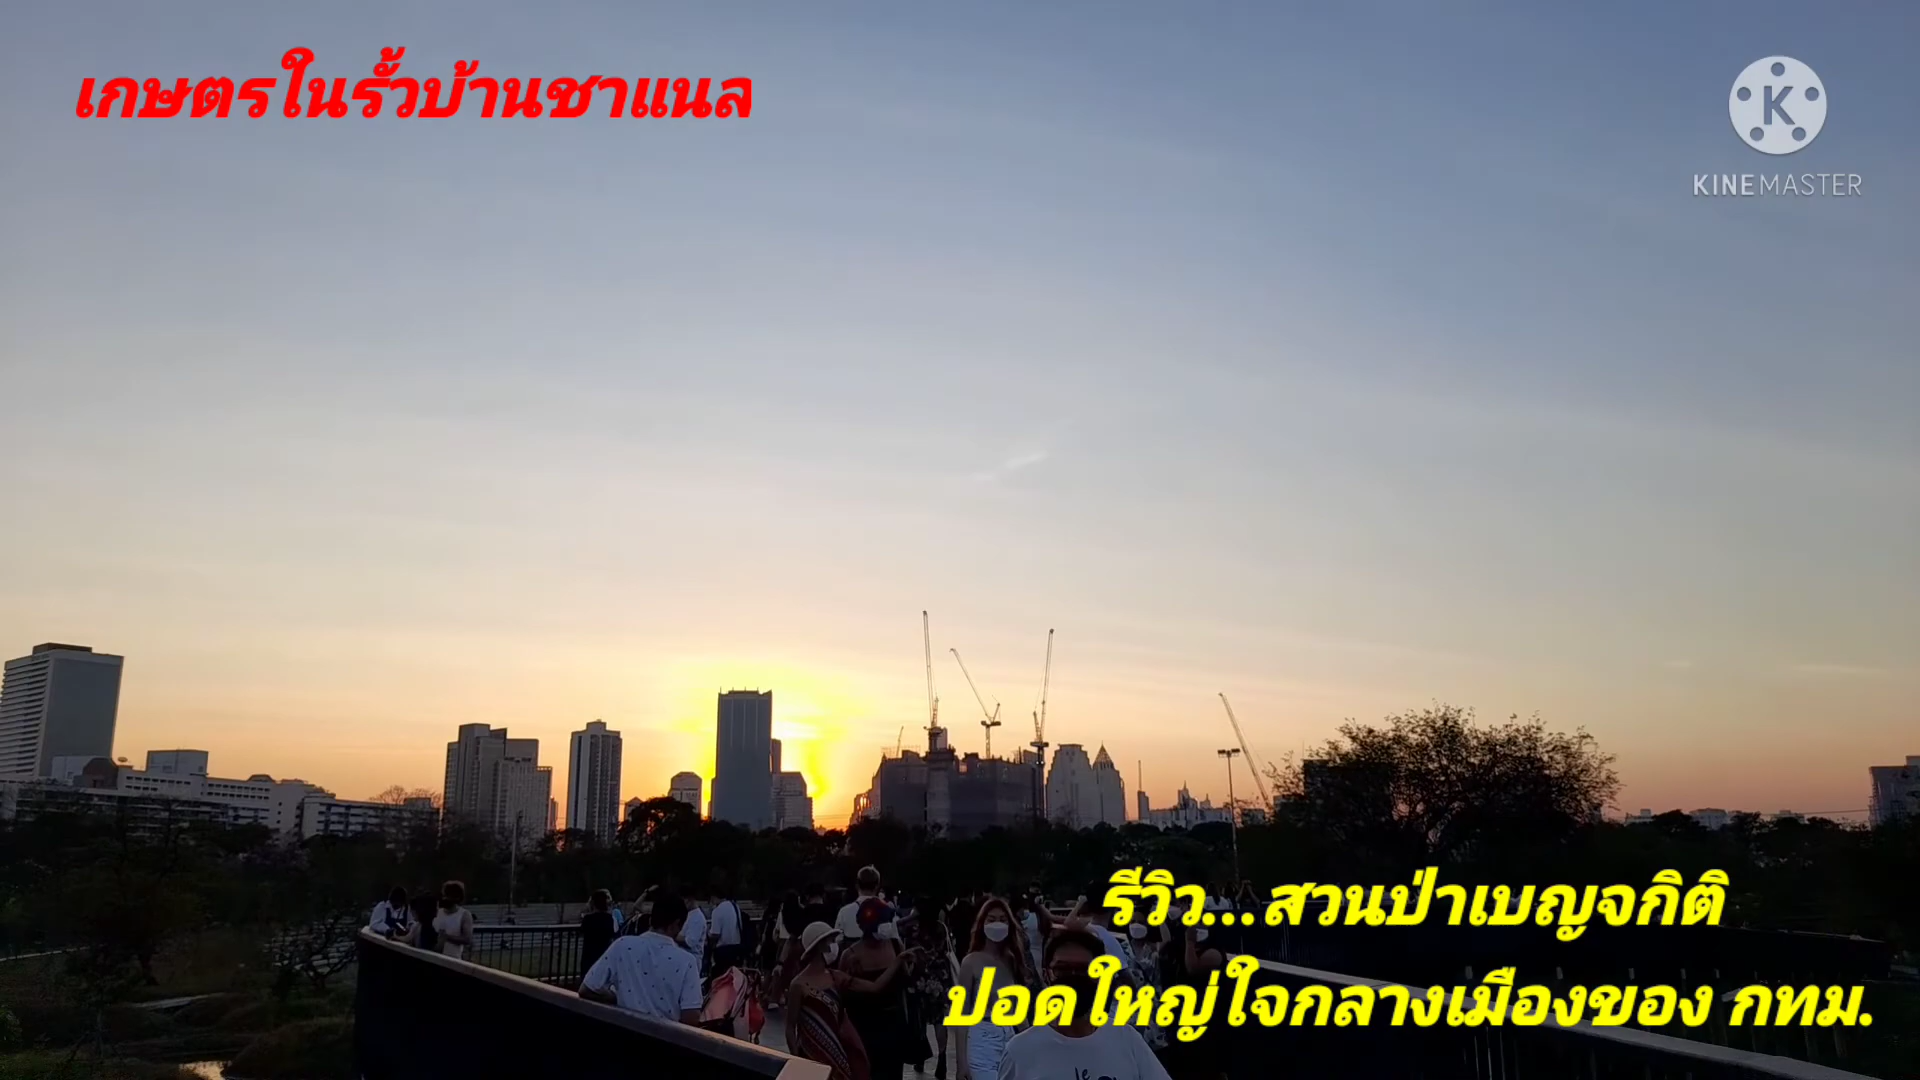 เกษตรในรั้วบ้านชาแนล
K
KINEMASTER
รีวิว...สวนป่าเบญจกิติ
ปอดใหญ่ใจกลางเมืองของ กทม.
le